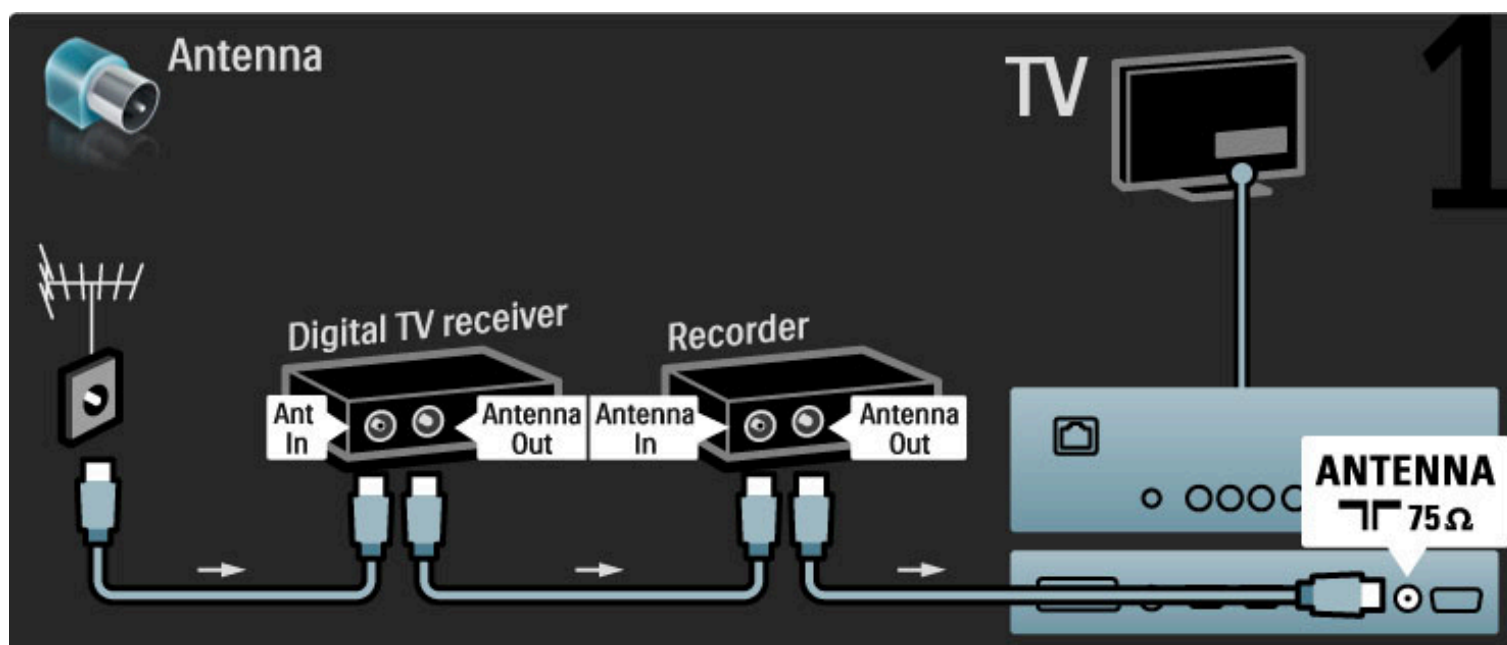 Antenna
TV
1
Digital TV receiver
Recorder
Ant
In
Antenna
Out
Antenna
In
Antenna
Out
ANTENNA
75 Ω